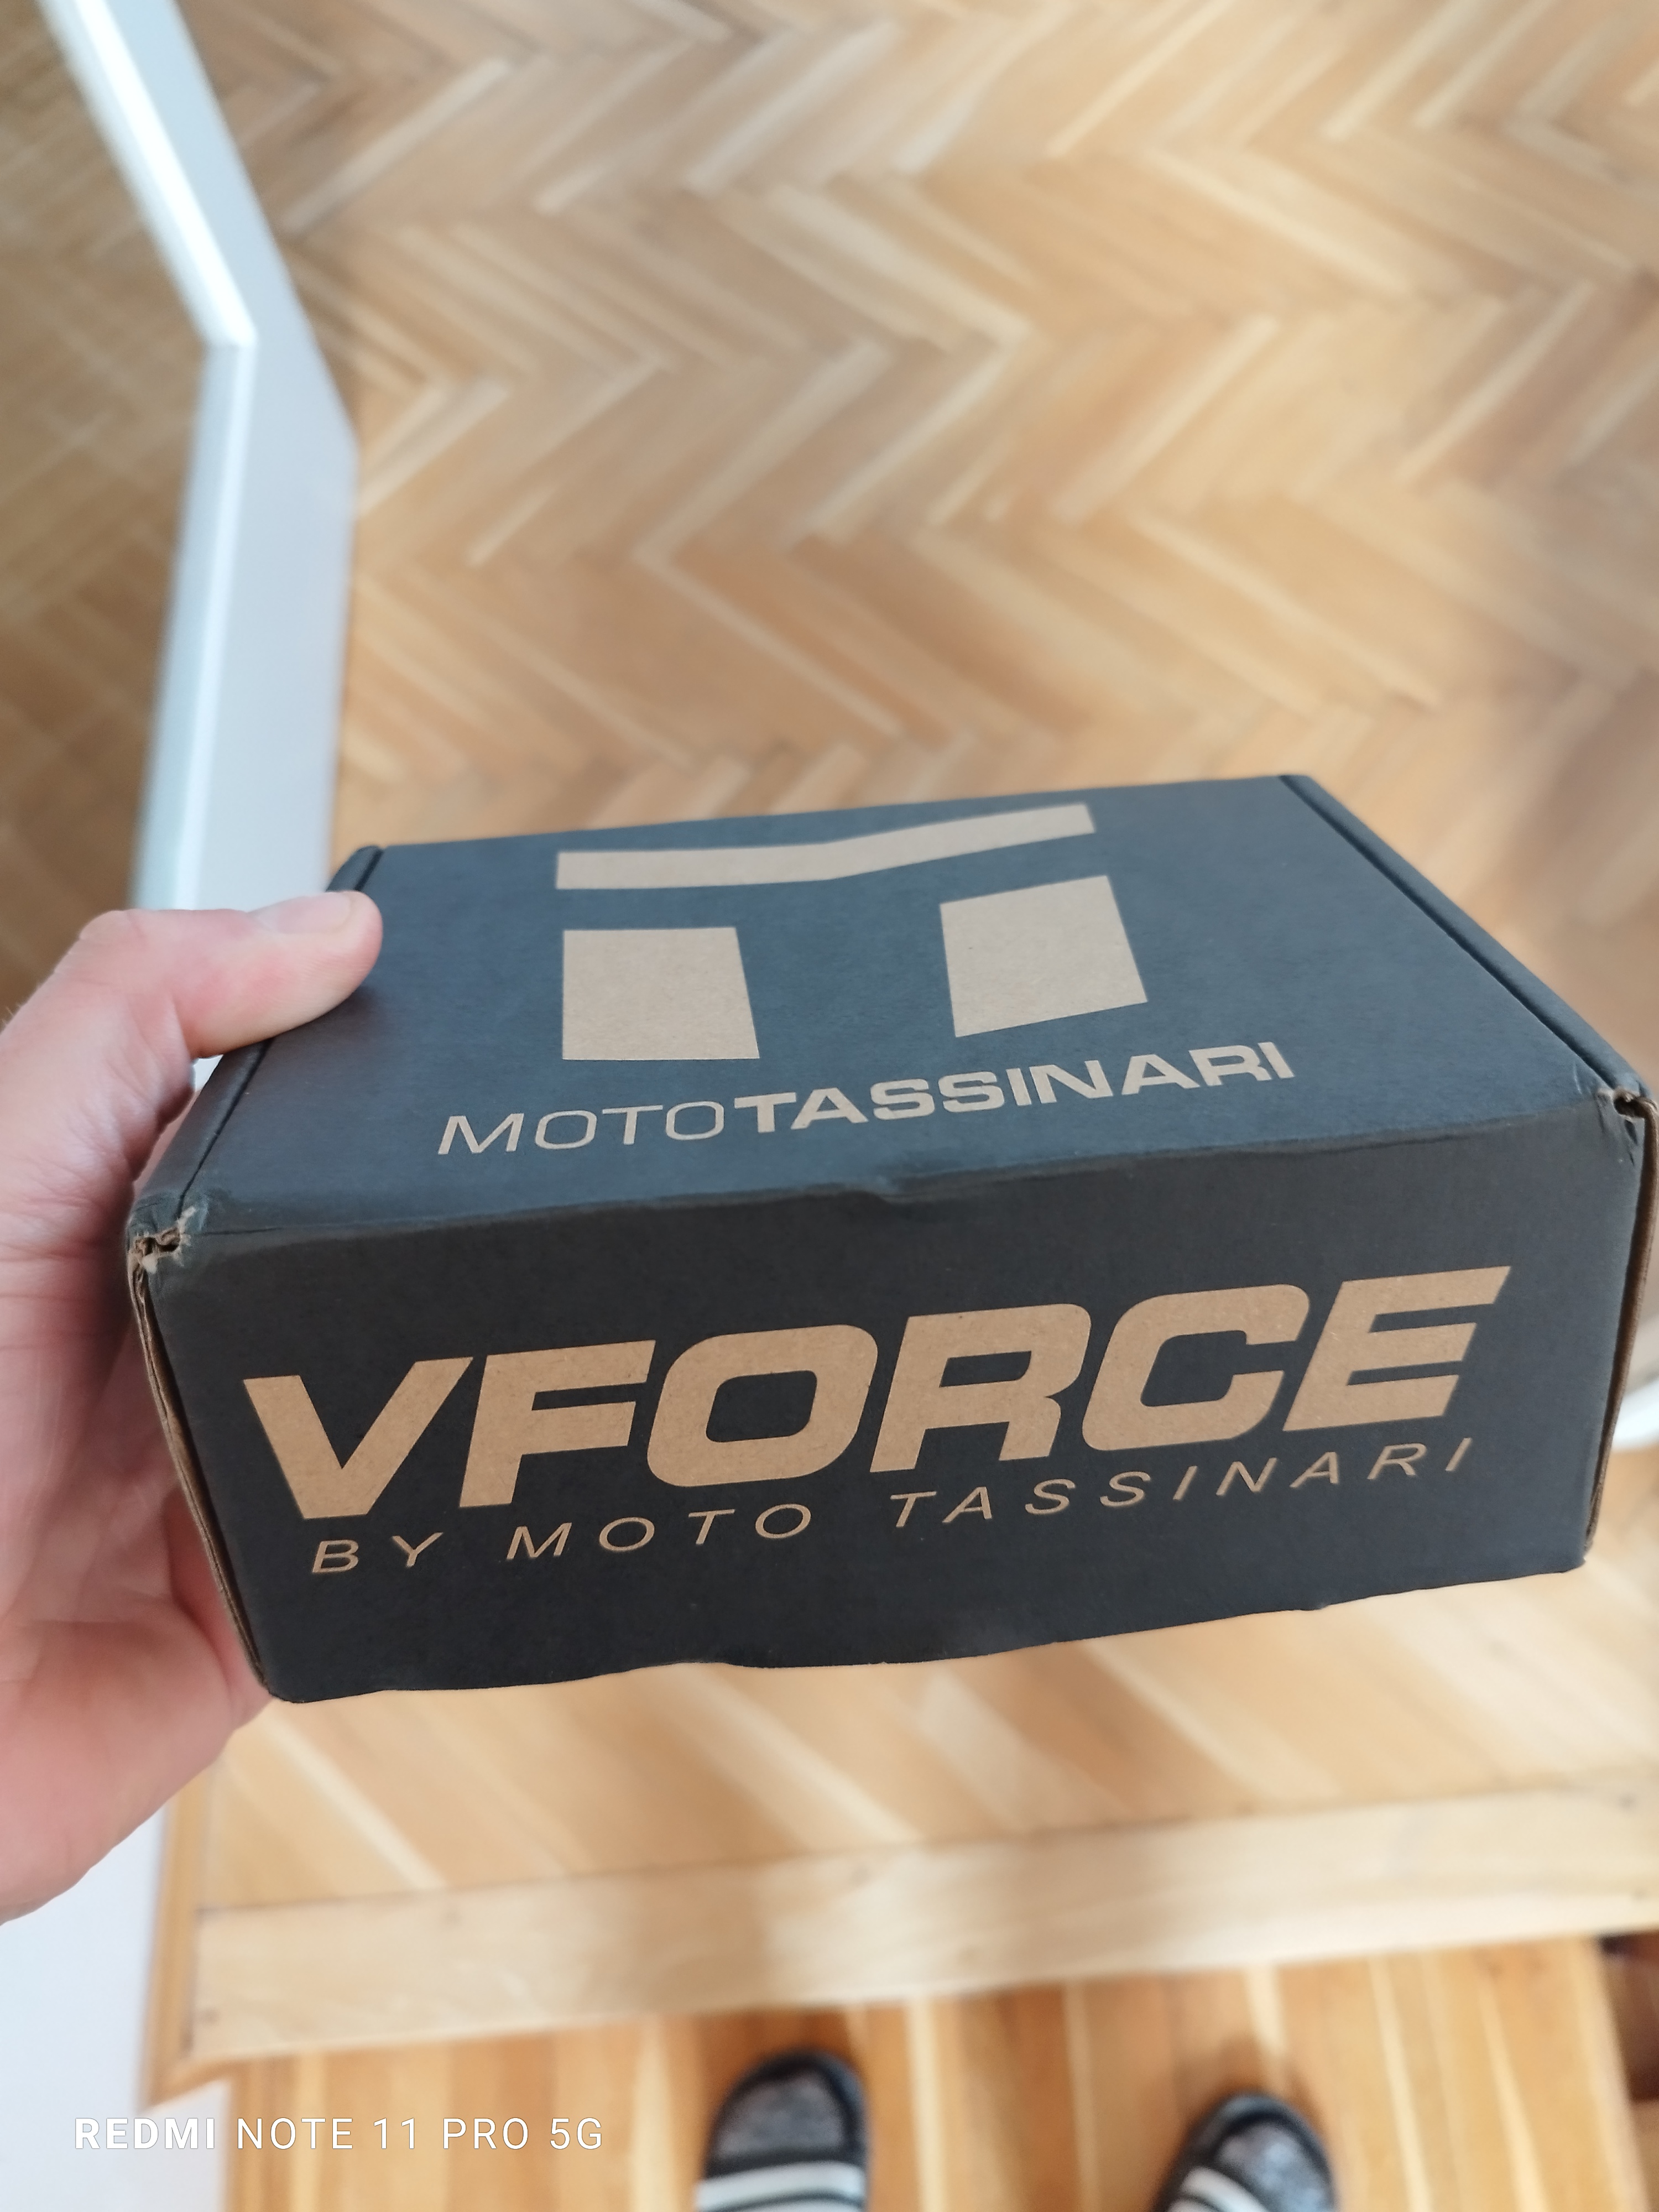 MOTOTASSINARI
VFORCE
BY MOTO TASSINARI
REDMI NOTE 11 PRO 5G